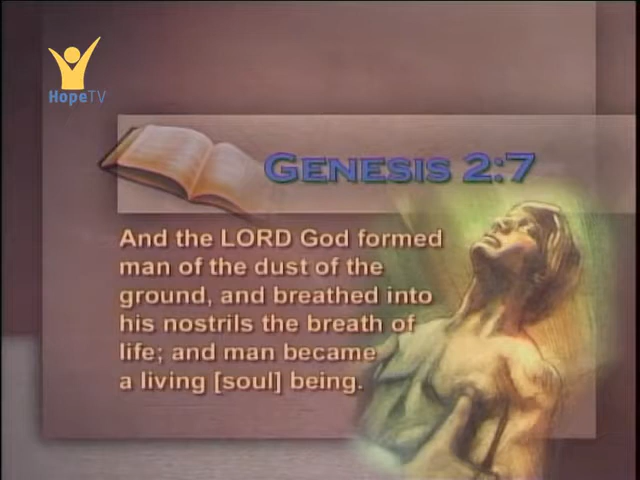 HopeTV
GENESIS 2:7
And the LORD God formed
man of the dust of the
ground, and breathed into
his nostrils the breath of
life; and man became
a living [soul] being.